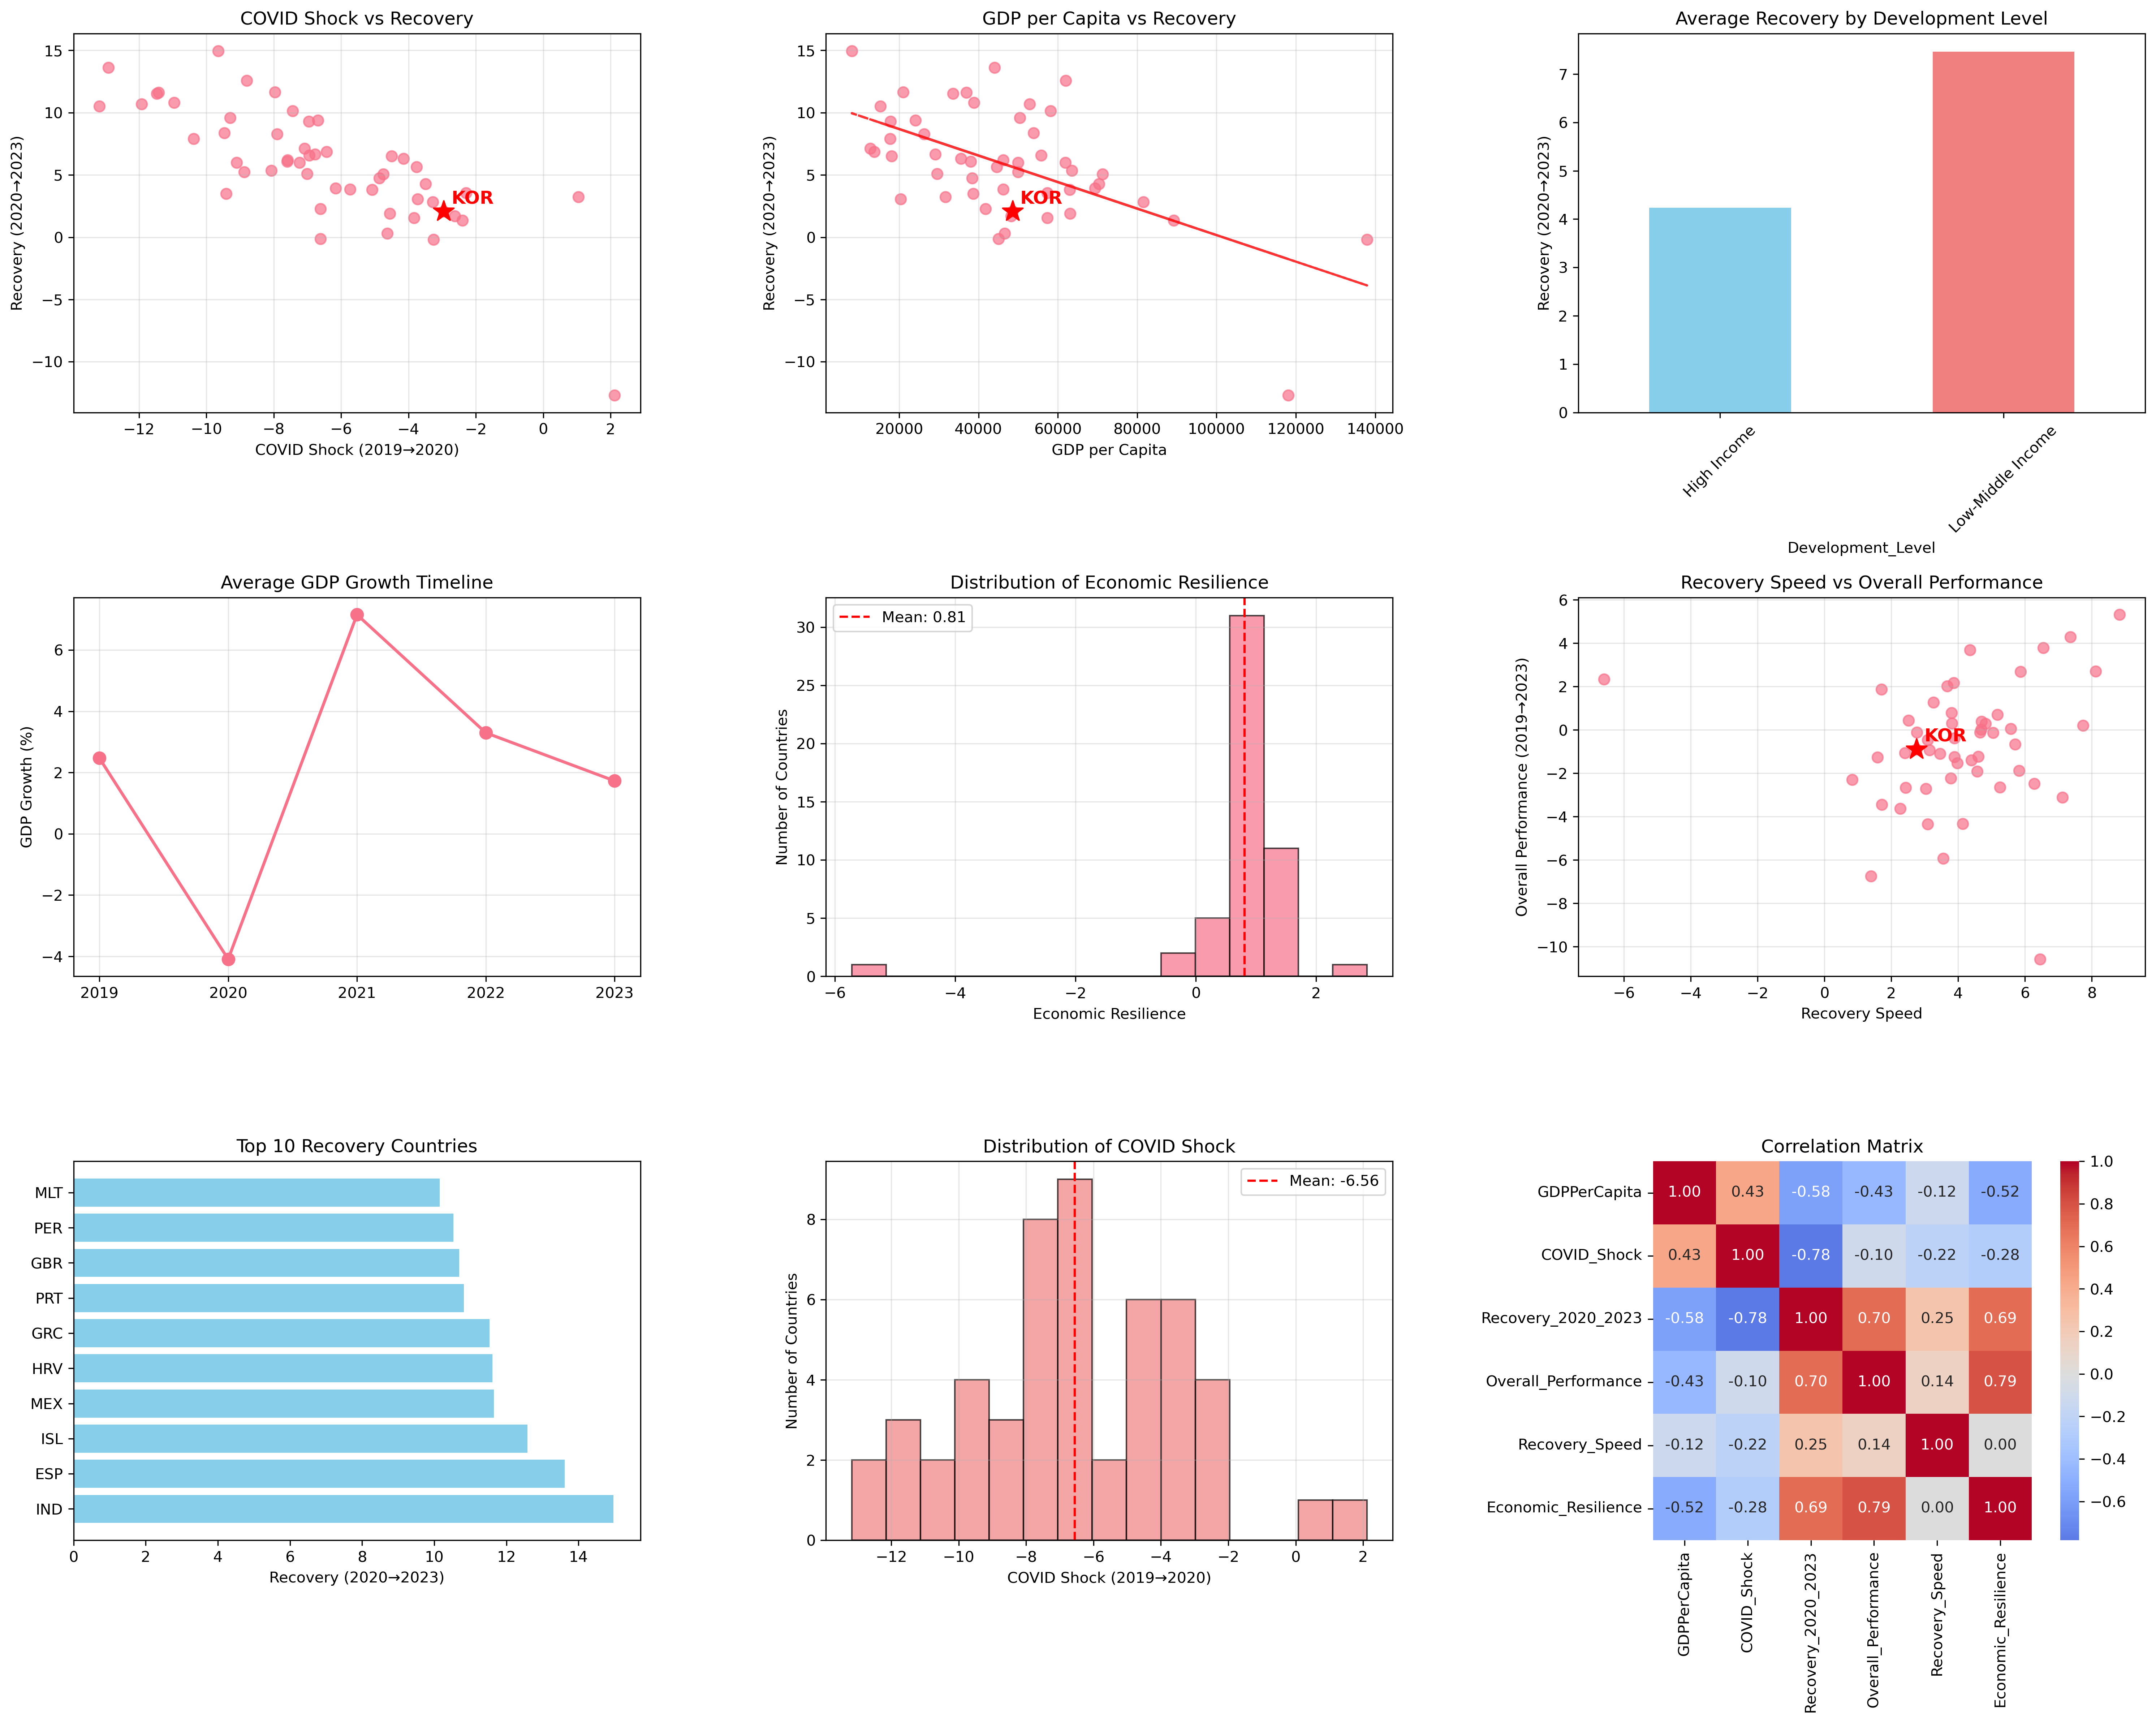 COVID Shock vs Recovery
Recovery (2020→2023)
15
10
5
0
−5
−10
KOR
−12 −10 −8 −6 −4 −2 0 2
COVID Shock (2019→2020)
GDP per Capita vs Recovery
Recovery (2020→2023)
15
10
5
0
−5
−10
KOR
20000 40000 60000 80000 100000 120000 140000
GDP per Capita
Average Recovery by Development Level
Recovery (2020→2023)
7
6
5
4
3
2
1
0
High Income
Low-Middle Income
Development_Level
Average GDP Growth Timeline
GDP Growth (%)
6
4
2
0
−2
−4
2019 2020 2021 2022 2023
Distribution of Economic Resilience
Mean: 0.81
Number of Countries
30
25
20
15
10
5
0
−6 −4 −2 0 2
Economic Resilience
Recovery Speed vs Overall Performance
Overall Performance (2019→2023)
6
4
2
0
−2
−4
−6
−8
−10
KOR
−6 −4 −2 0 2 4 6 8
Recovery Speed
Top 10 Recovery Countries
MLT
PER
GBR
PRT
GRC
HRV
MEX
ISL
ESP
IND
0 2 4 6 8 10 12 14
Recovery (2020→2023)
Distribution of COVID Shock
Mean: -6.56
Number of Countries
8
6
4
2
0
−12 −10 −8 −6 −4 −2 0 2
COVID Shock (2019→2020)
Correlation Matrix
GDPPerCapita 1.00 0.43 -0.58 -0.43 -0.12 -0.52
COVID_Shock 0.43 1.00 -0.78 -0.10 -0.22 -0.28
Recovery_2020_2023 -0.58 -0.78 1.00 0.70 0.25 0.69
Overall_Performance -0.43 -0.10 0.70 1.00 0.14 0.79
Recovery_Speed -0.12 -0.22 0.25 0.14 1.00 0.00
Economic_Resilience -0.52 -0.28 0.69 0.79 0.00 1.00
GDPPerCapita
COVID_Shock
Recovery_2020_2023
Overall_Performance
Recovery_Speed
Economic_Resilience
1.0
0.8
0.6
0.4
0.2
0.0
−0.2
−0.4
−0.6